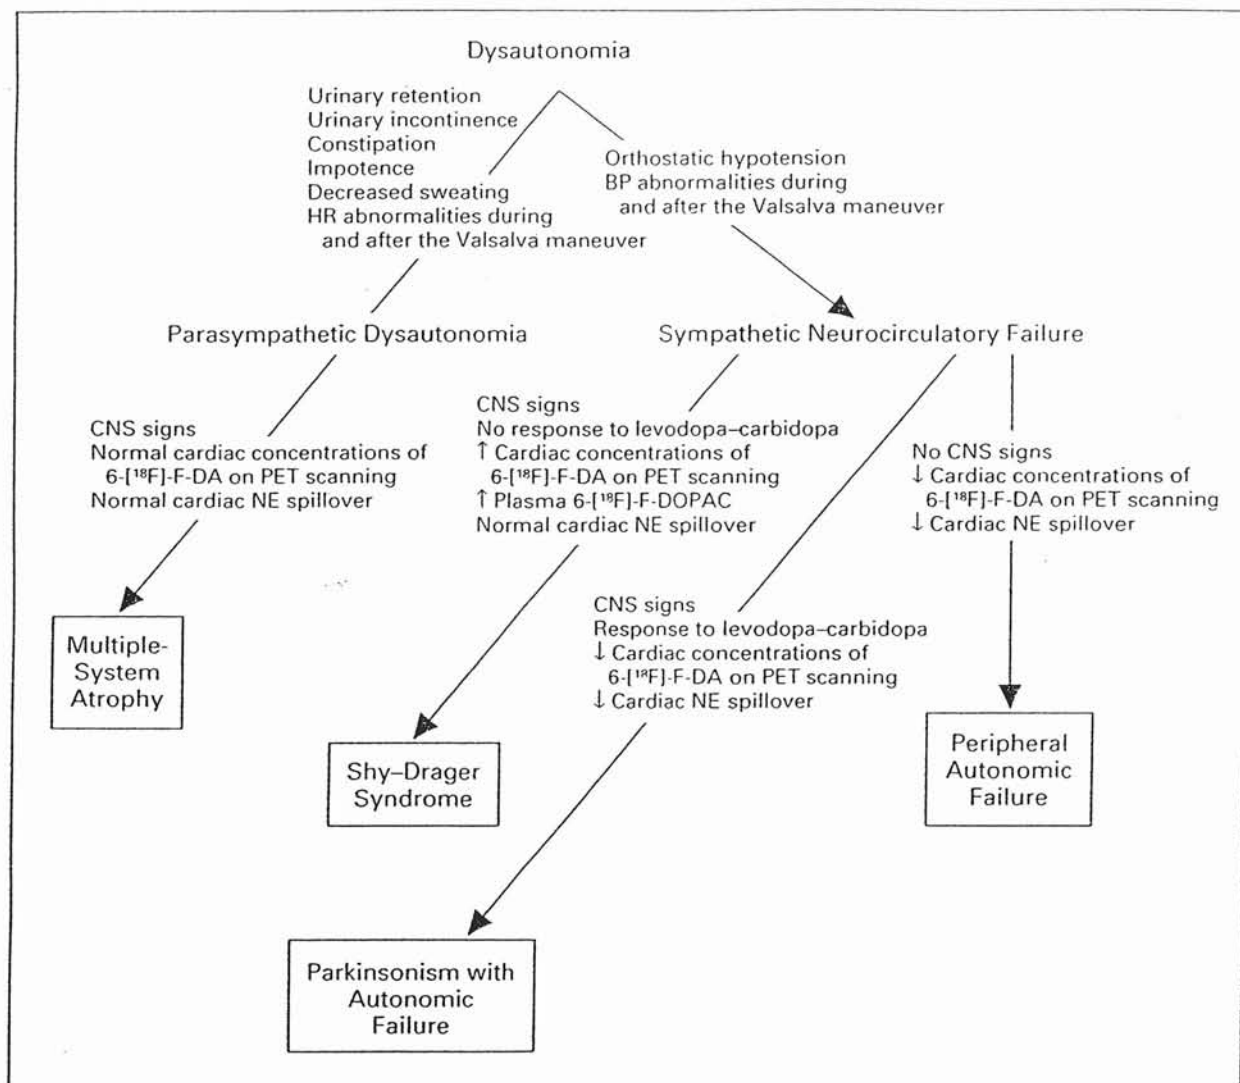 Dysautonomia
Urinary retention
Urinary incontinence
Constipation
Impotence
Decreased sweating
HR abnormalities during
and after the Valsalva maneuver
Orthostatic hypotension
BP abnormalities during
and after the Valsalva maneuver
Parasympathetic Dysautonomia
Sympathetic Neurocirculatory Failure
CNS signs
Normal cardiac concentrations of
6-[¹⁸F]-F-DA on PET scanning
Normal cardiac NE spillover
CNS signs
No response to levodopa–carbidopa
↑ Cardiac concentrations of
6-[¹⁸F]-F-DA on PET scanning
↑ Plasma 6-[¹⁸F]-F-DOPAC
Normal cardiac NE spillover
No CNS signs
↓ Cardiac concentrations of
6-[¹⁸F]-F-DA on PET scanning
↓ Cardiac NE spillover
CNS signs
Response to levodopa–carbidopa
↓ Cardiac concentrations of
6-[¹⁸F]-F-DA on PET scanning
↓ Cardiac NE spillover
Multiple-
System
Atrophy
Shy–Drager
Syndrome
Peripheral
Autonomic
Failure
Parkinsonism with
Autonomic
Failure